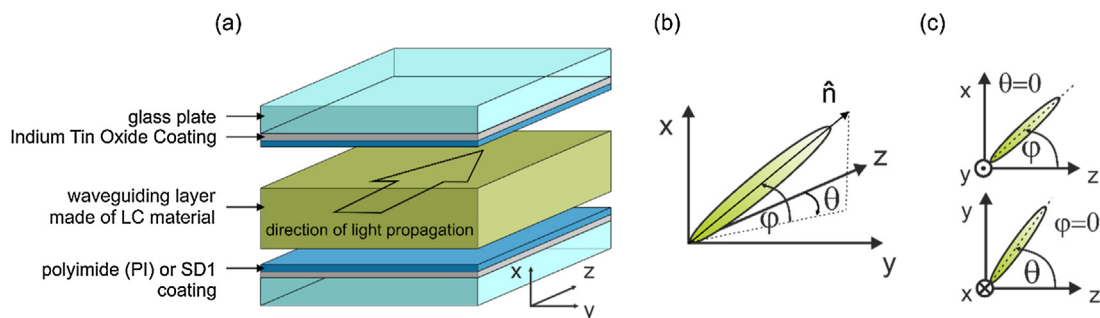 (a)
glass plate
Indium Tin Oxide Coating
waveguiding layer
made of LC material
direction of light propagation
polyimide (PI) or SD1
coating
x
z
y
(b)
x
n̂
z
θ
φ
y
(c)
x
θ=0
φ
y
z
y
φ=0
θ
x
z